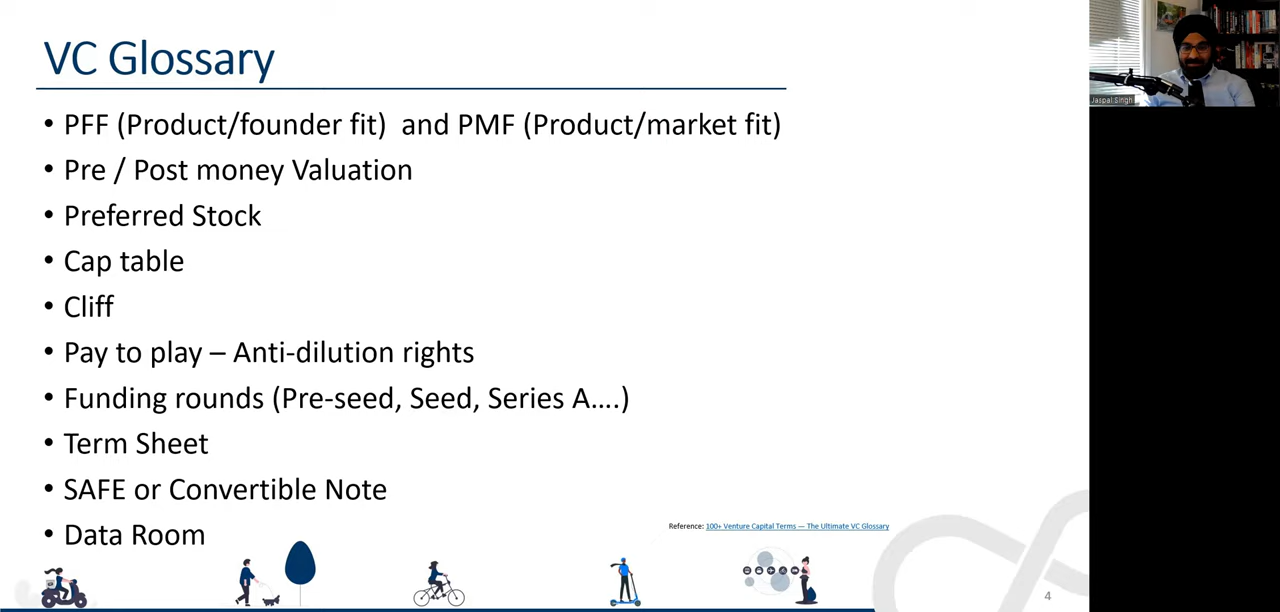 VC Glossary
• PFF (Product/founder fit)  and PMF (Product/market fit)
• Pre / Post money Valuation
• Preferred Stock
• Cap table
• Cliff
• Pay to play – Anti-dilution rights
• Funding rounds (Pre-seed, Seed, Series A….)
• Term Sheet
• SAFE or Convertible Note
• Data Room
Reference: 100+ Venture Capital Terms — The Ultimate VC Glossary
4
Jaspal Singh